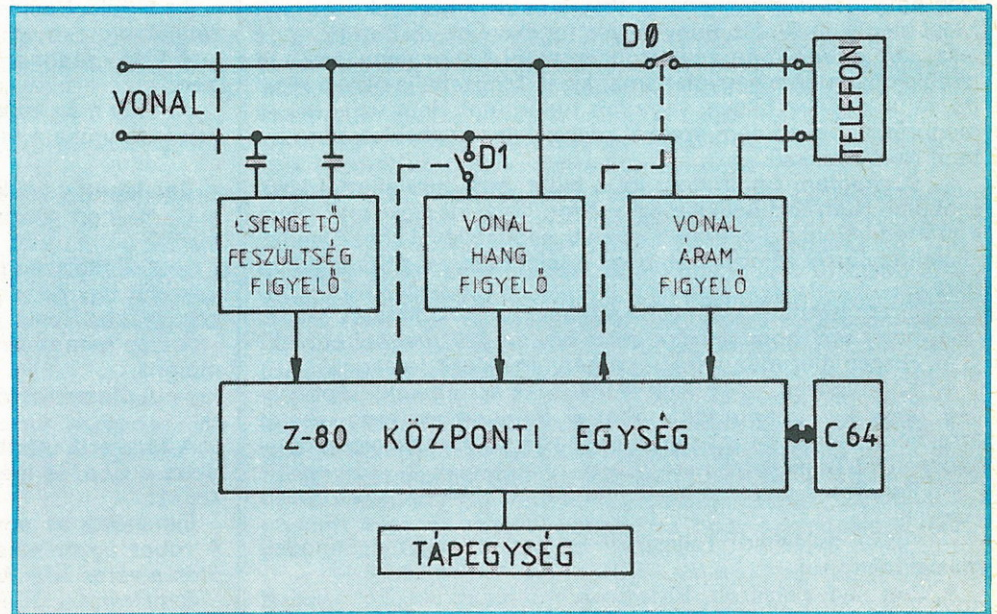 DØ
VONAL
TELEFON
D1
CSENGETŐ
FESZÜLTSÉG
FIGYELŐ
VONAL
HANG
FIGYELŐ
VONAL
ÁRAM
FIGYELŐ
Z-80 KÖZPONTI EGYSÉG
C64
TÁPEGYSÉG